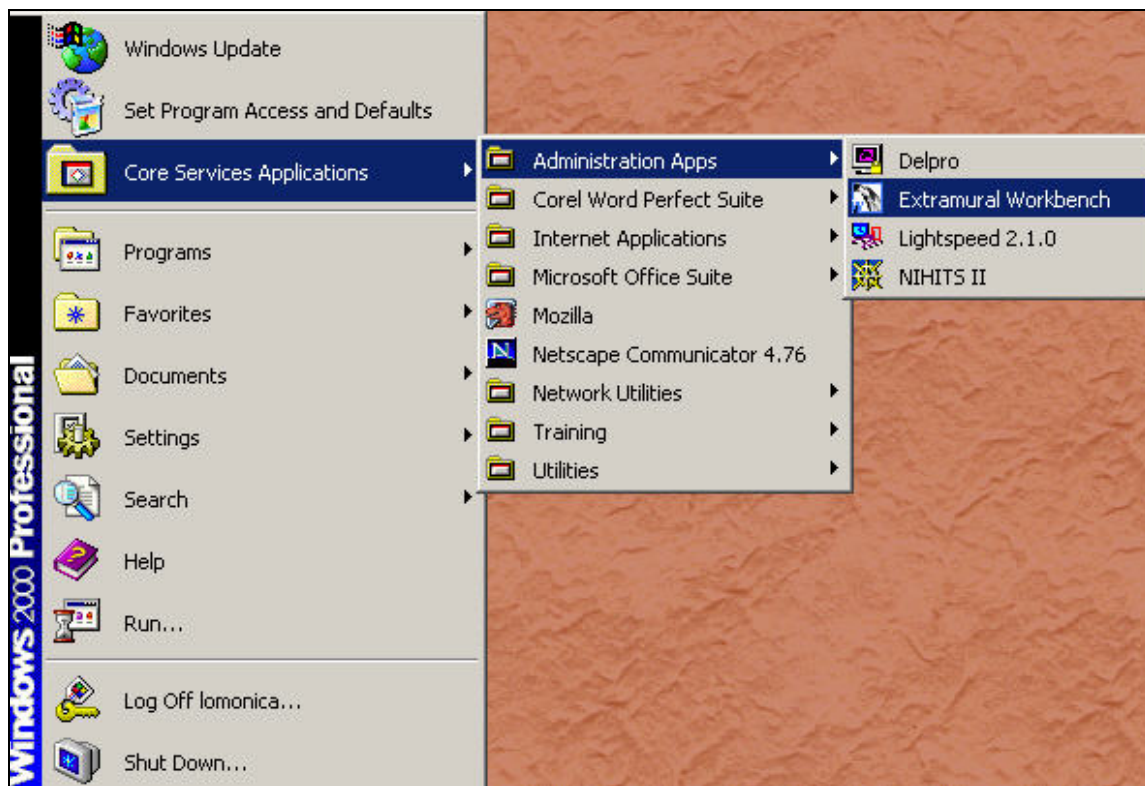 Windows 2000 Professional
Windows Update
Set Program Access and Defaults
Core Services Applications
Programs
Favorites
Documents
Settings
Search
Help
Run...
Log Off lomonica...
Shut Down...
Administration Apps
Corel Word Perfect Suite
Internet Applications
Microsoft Office Suite
Mozilla
Netscape Communicator 4.76
Network Utilities
Training
Utilities
Delpro
Extramural Workbench
Lightspeed 2.1.0
NIHITS II